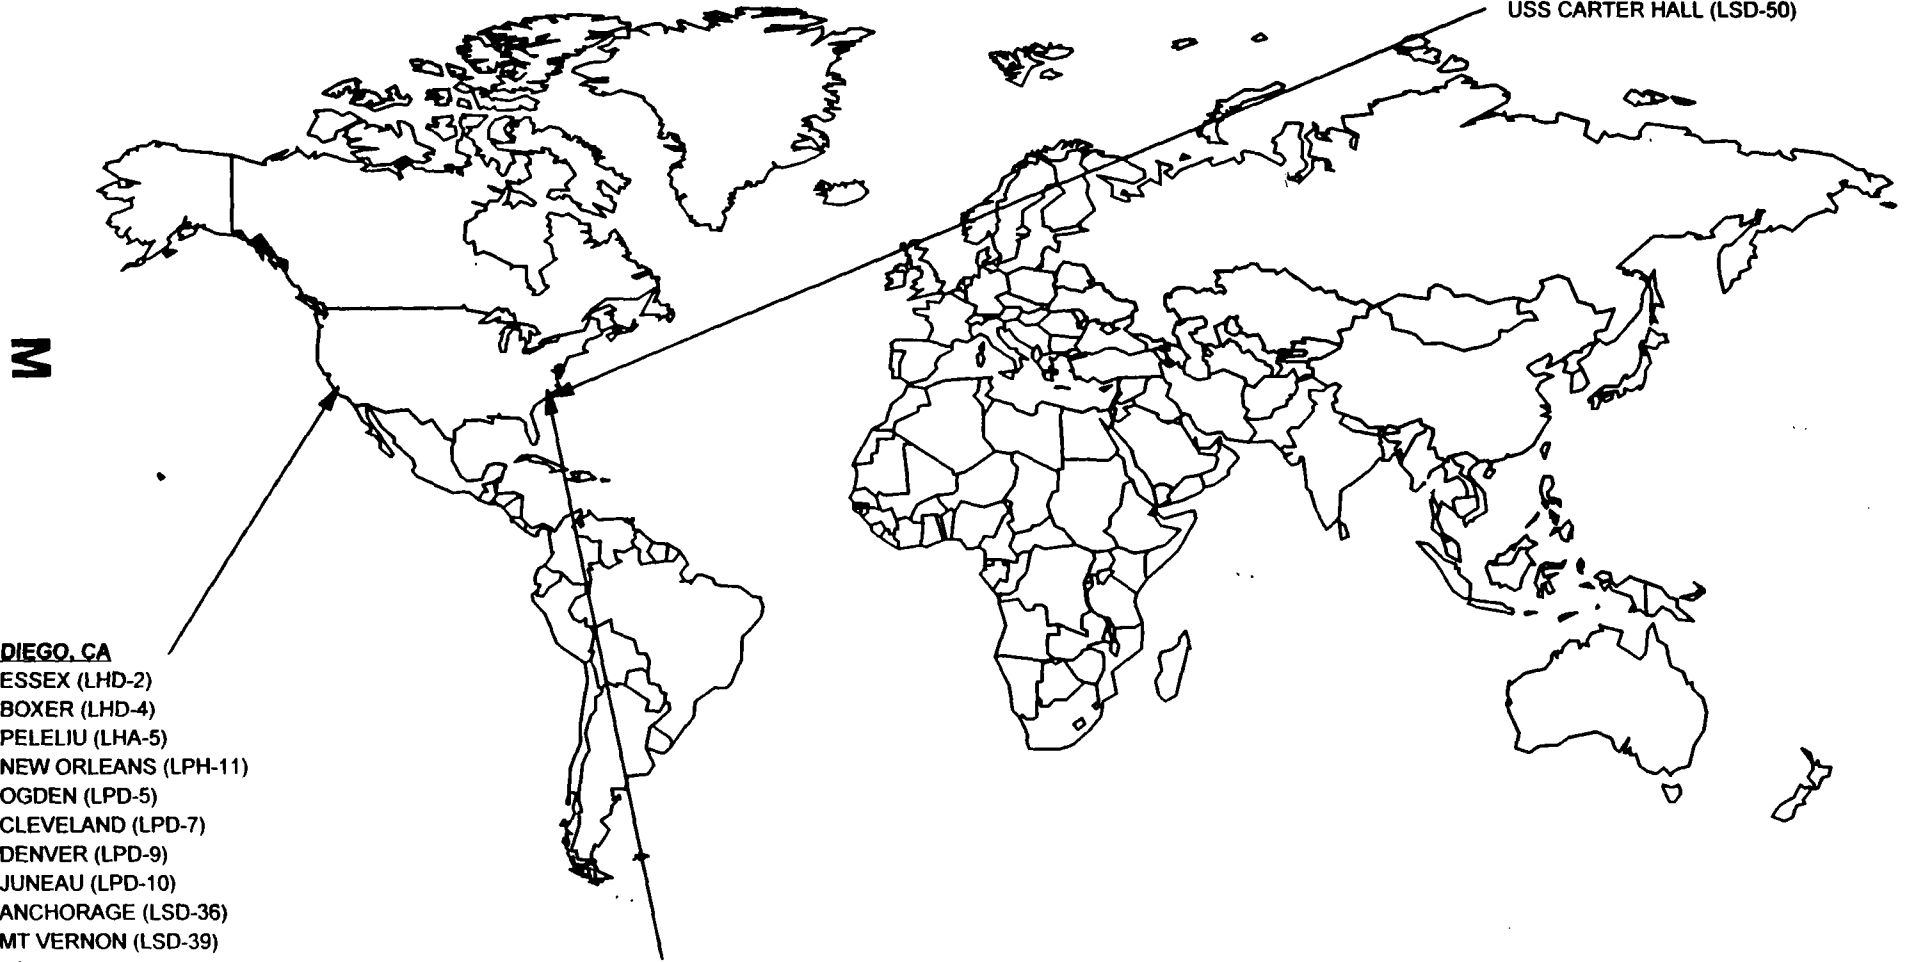 USS CARTER HALL (LSD-50)
M
DIEGO, CA
ESSEX (LHD-2)
BOXER (LHD-4)
PELELIU (LHA-5)
NEW ORLEANS (LPH-11)
OGDEN (LPD-5)
CLEVELAND (LPD-7)
DENVER (LPD-9)
JUNEAU (LPD-10)
ANCHORAGE (LSD-36)
MT VERNON (LSD-39)